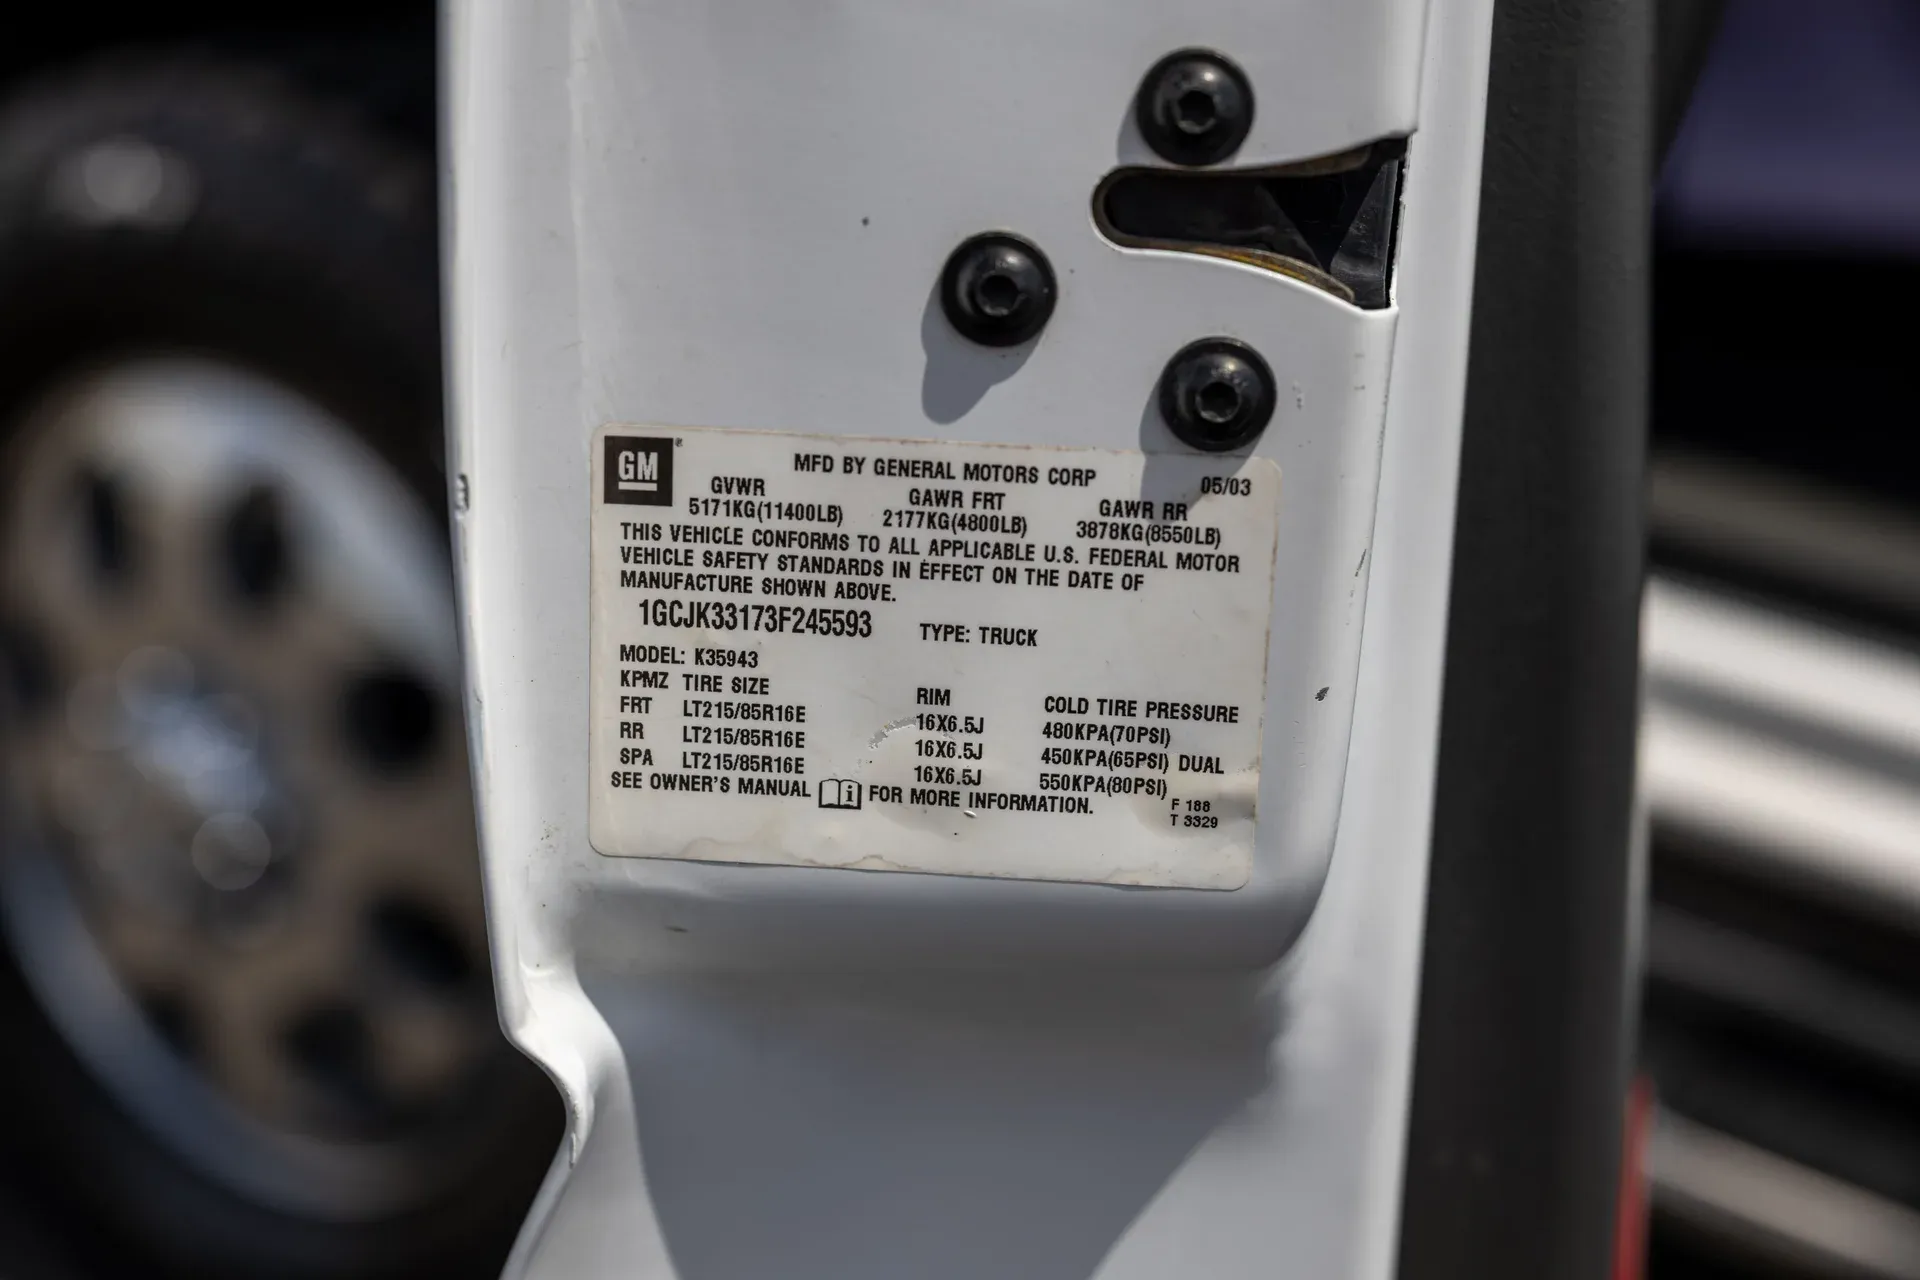 GM®
MFD BY GENERAL MOTORS CORP 05/03
GVWR GAWR FRT GAWR RR
5171KG(11400LB) 2177KG(4800LB) 3878KG(8550LB)
THIS VEHICLE CONFORMS TO ALL APPLICABLE U.S. FEDERAL MOTOR
VEHICLE SAFETY STANDARDS IN EFFECT ON THE DATE OF
MANUFACTURE SHOWN ABOVE.
1GCJK33173F245593 TYPE: TRUCK
MODEL: K35943
KPMZ TIRE SIZE RIM COLD TIRE PRESSURE
FRT LT215/85R16E 16X6.5J 480KPA(70PSI)
RR LT215/85R16E 16X6.5J 450KPA(65PSI) DUAL
SPA LT215/85R16E 16X6.5J 550KPA(80PSI)
SEE OWNER'S MANUAL i FOR MORE INFORMATION.
F 188
T 3329